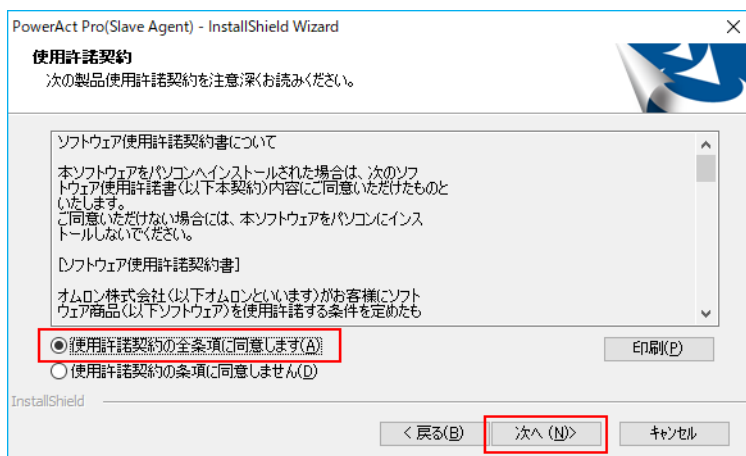 PowerAct Pro(Slave Agent) - InstallShield Wizard
使用許諾契約
次の製品使用許諾契約を注意深くお読みください。
ソフトウェア使用許諾契約書について
本ソフトウェアをパソコンへインストールされた場合は、次のソフ
トウェア使用許諾書(以下本契約)内容にご同意いただけたものと
いたします。
ご同意いただけない場合には、本ソフトウェアをパソコンにインス
トールしないでください。
[ソフトウェア使用許諾契約書]
オムロン株式会社(以下オムロンといいます)がお客様にソフト
ウェア商品(以下ソフトウェア)を使用許諾する条件を定めたも
使用許諾契約の全条項に同意します(A)
印刷(P)
使用許諾契約の条項に同意しません(D)
InstallShield
< 戻る(B)
次へ (N)>
キャンセル